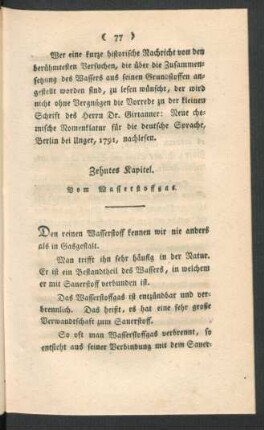 ( 77 )
Wer eine kurze historische Nachricht von den
berühmtesten Versuchen, die über die Zusammen-
setzung des Wassers aus seinen Grundstoffen an-
gestellt worden sind, zu lesen wünscht, der wird
nicht ohne Vergnügen die Vorrede zu der kleinen
Schrift des Herrn Dr. Girtanner: Neue che-
mische Nomenklatur für die deutsche Sprache,
Berlin bei Unger, 1791, nachlesen.
Zehntes Kapitel.
Vom Wasserstoffgas.
Den reinen Wasserstoff kennen wir nie anders
als in Gasgestalt.
Man trifft ihn sehr häufig in der Natur.
Er ist ein Bestandtheil des Wassers, in welchem
er mit Sauerstoff verbunden ist.
Das Wasserstoffgas ist entzündbar und ver-
brennlich. Das heißt, es hat eine sehr große
Verwandtschaft zum Sauerstoff.
So oft man Wasserstoffgas verbrennt, so
entsteht aus seiner Verbindung mit dem Sauer-